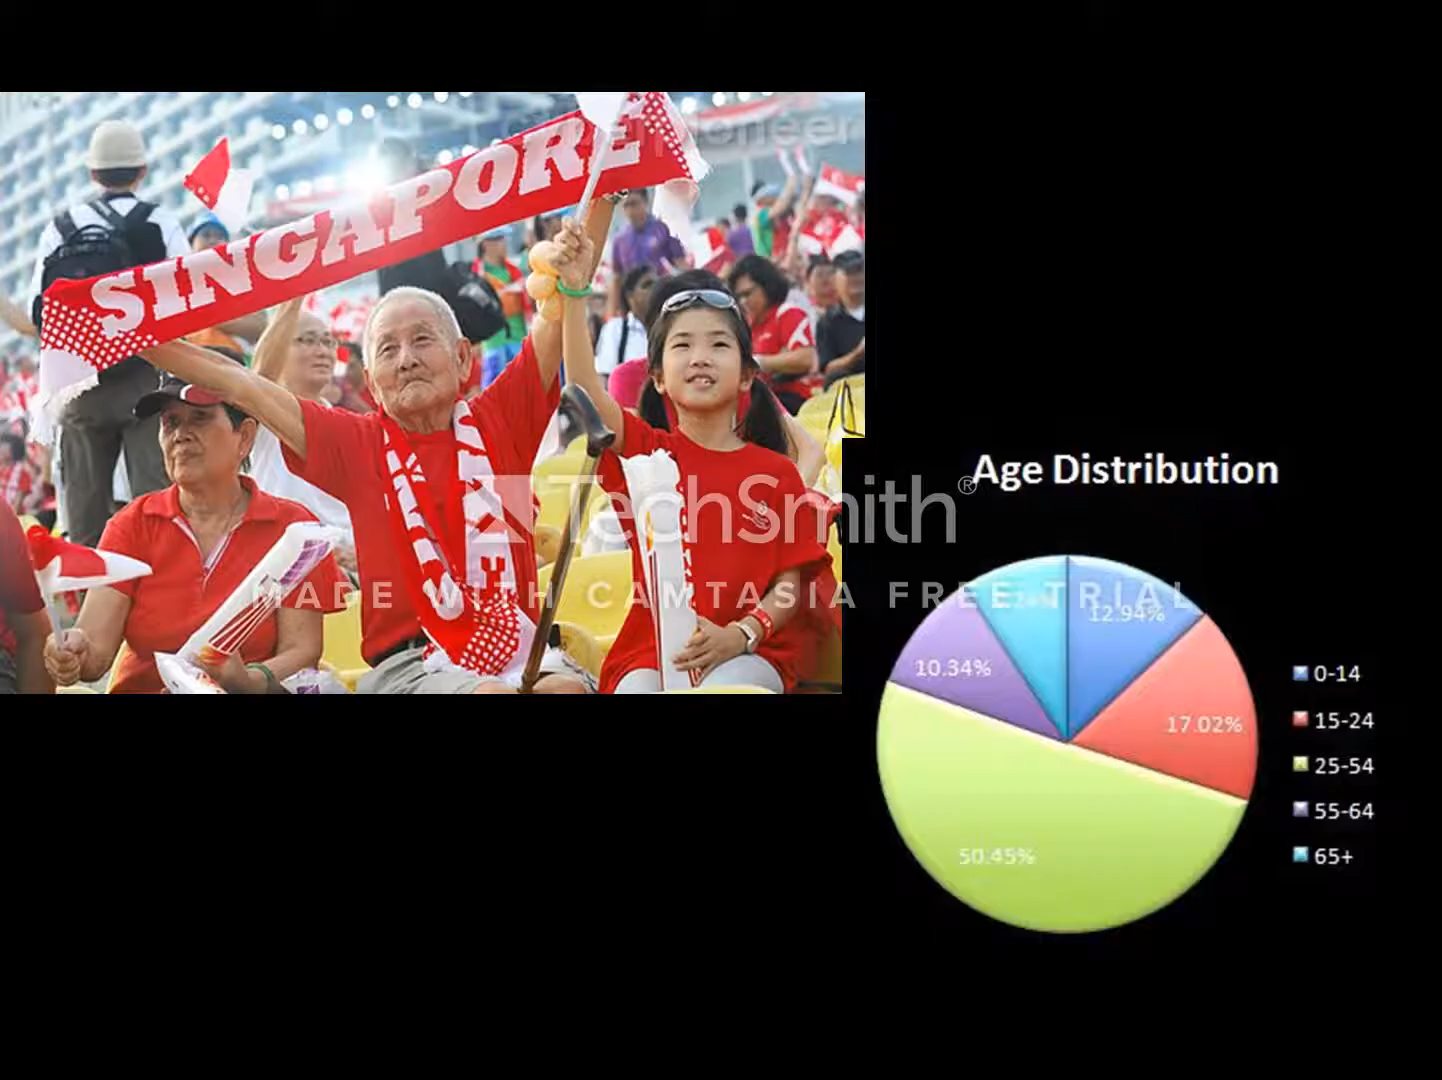 SINGAPORE
TechSmith®
MADE WITH CAMTASIA FREE TRIAL
Age Distribution
12.94%
17.02%
50.45%
10.34%
0-14
15-24
25-54
55-64
65+